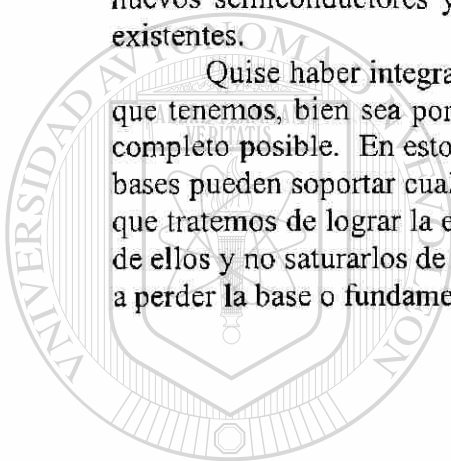 nuevos semiconductores y
existentes.
Quise haber integra
que tenemos, bien sea por
completo posible. En esto
bases pueden soportar cual
que tratemos de lograr la e
de ellos y no saturarlos de
a perder la base o fundame
VERITATIS